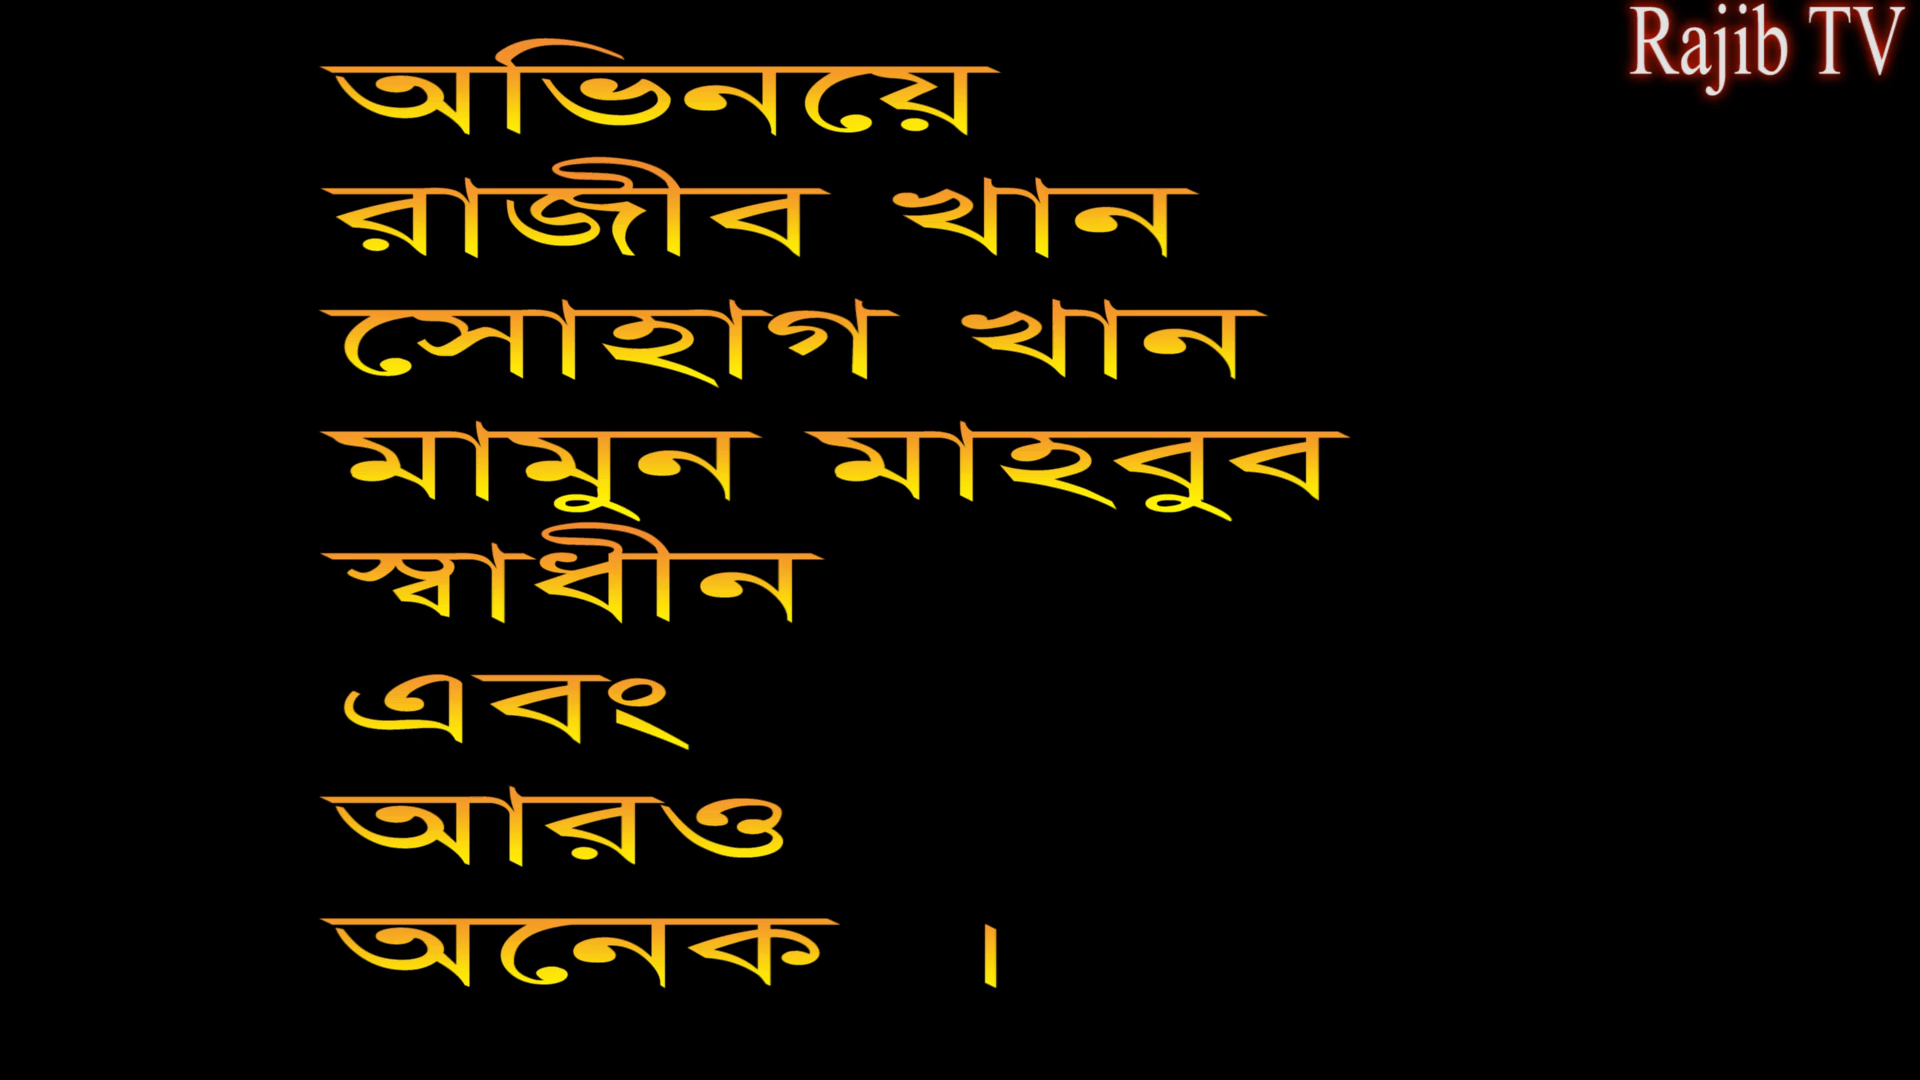 Rajib TV
অভিনয়ে
রাজীব খান
সোহাগ খান
মামুন মাহবুব
স্বাধীন
এবং
আরও
অনেক ।